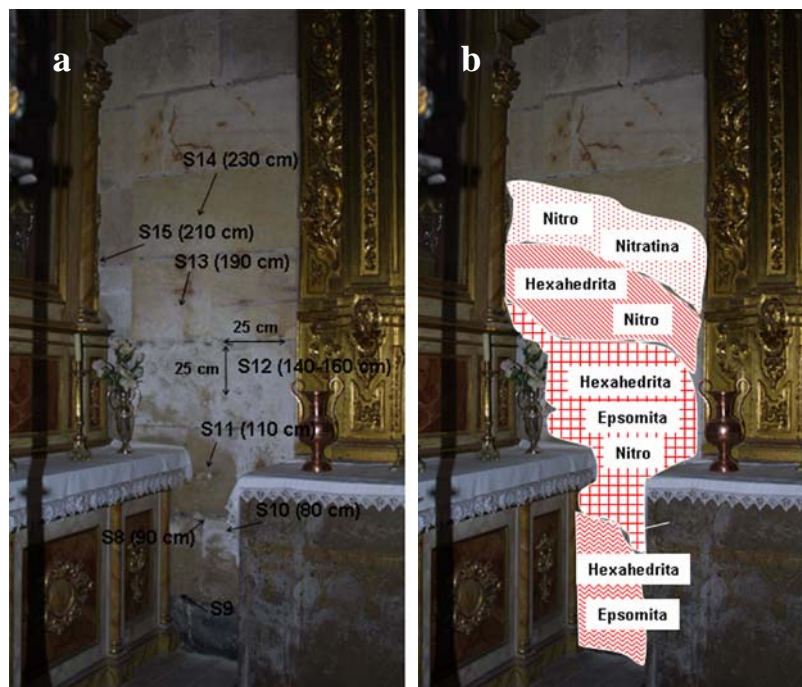 a
S14 (230 cm)
S15 (210 cm)
S13 (190 cm)
25 cm
25 cm
S12 (140-160 cm)
S11 (110 cm)
S10 (80 cm)
S8 (90 cm)
S9
b
Nitro
Nitratina
Hexahedrita
Nitro
Hexahedrita
Epsomita
Nitro
Hexahedrita
Epsomita